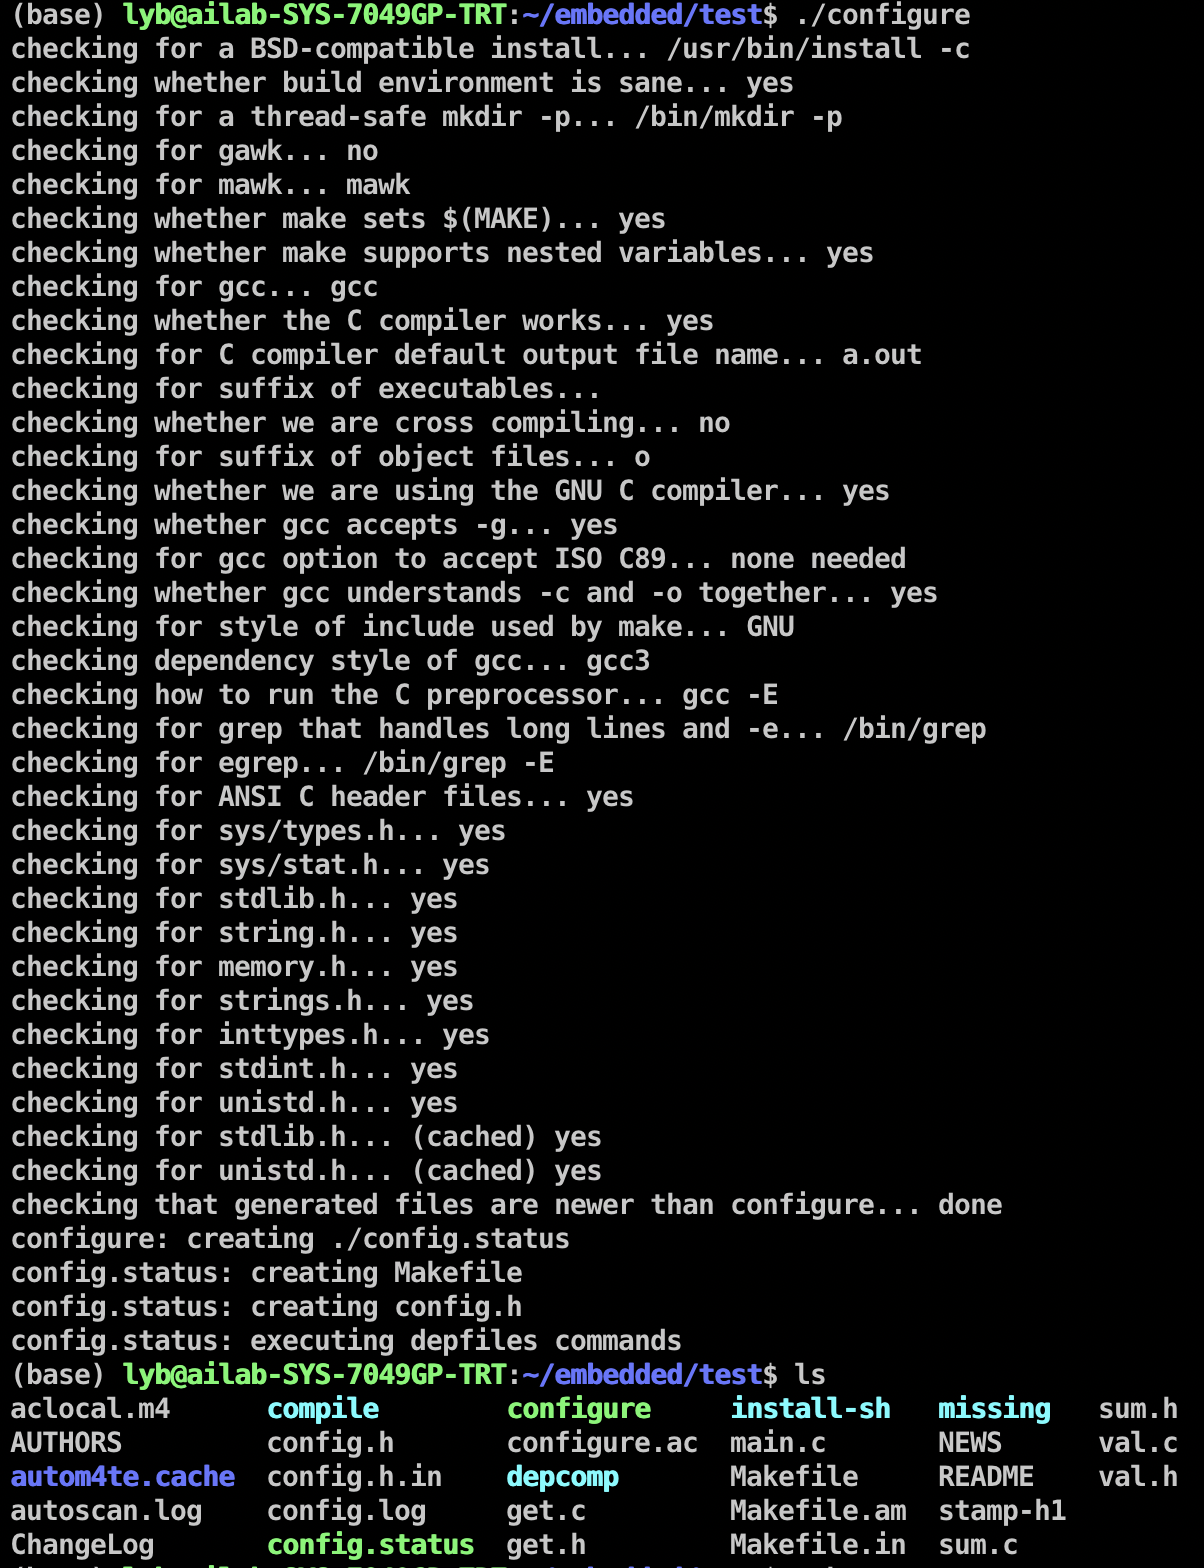 (base) lyb@ailab-SYS-7049GP-TRT:~/embedded/test$ ./configure
checking for a BSD-compatible install... /usr/bin/install -c
checking whether build environment is sane... yes
checking for a thread-safe mkdir -p... /bin/mkdir -p
checking for gawk... no
checking for mawk... mawk
checking whether make sets $(MAKE)... yes
checking whether make supports nested variables... yes
checking for gcc... gcc
checking whether the C compiler works... yes
checking for C compiler default output file name... a.out
checking for suffix of executables...
checking whether we are cross compiling... no
checking for suffix of object files... o
checking whether we are using the GNU C compiler... yes
checking whether gcc accepts -g... yes
checking for gcc option to accept ISO C89... none needed
checking whether gcc understands -c and -o together... yes
checking for style of include used by make... GNU
checking dependency style of gcc... gcc3
checking how to run the C preprocessor... gcc -E
checking for grep that handles long lines and -e... /bin/grep
checking for egrep... /bin/grep -E
checking for ANSI C header files... yes
checking for sys/types.h... yes
checking for sys/stat.h... yes
checking for stdlib.h... yes
checking for string.h... yes
checking for memory.h... yes
checking for strings.h... yes
checking for inttypes.h... yes
checking for stdint.h... yes
checking for unistd.h... yes
checking for stdlib.h... (cached) yes
checking for unistd.h... (cached) yes
checking that generated files are newer than configure... done
configure: creating ./config.status
config.status: creating Makefile
config.status: creating config.h
config.status: executing depfiles commands
(base) lyb@ailab-SYS-7049GP-TRT:~/embedded/test$ ls
aclocal.m4 compile configure install-sh missing sum.h
AUTHORS config.h configure.ac main.c NEWS val.c
autom4te.cache config.h.in depcomp Makefile README val.h
autoscan.log config.log get.c Makefile.am stamp-h1
ChangeLog config.status get.h Makefile.in sum.c